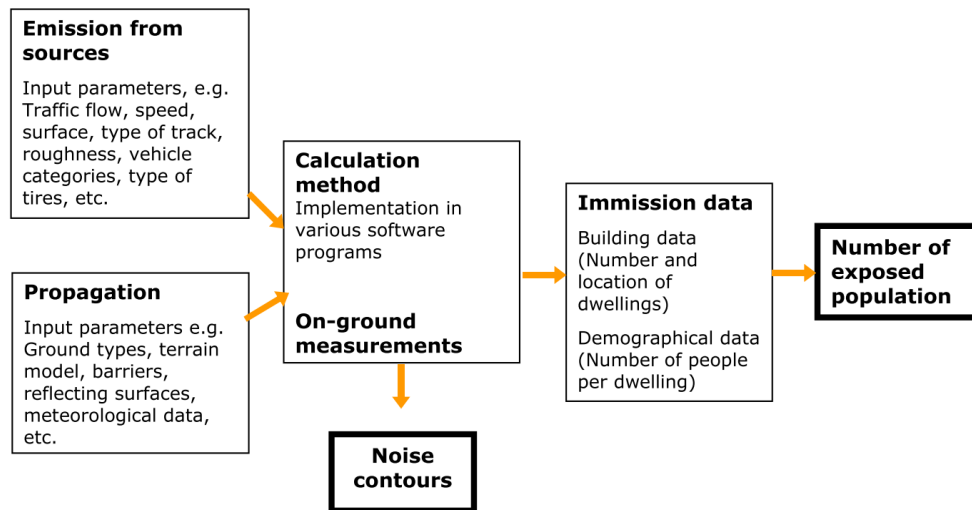 Emission from
sources
Input parameters, e.g.
Traffic flow, speed,
surface, type of track,
roughness, vehicle
categories, type of
tires, etc.
Propagation
Input parameters e.g.
Ground types, terrain
model, barriers,
reflecting surfaces,
meteorological data,
etc.
Calculation
method
Implementation in
various software
programs
On-ground
measurements
Noise
contours
Immission data
Building data
(Number and
location of
dwellings)
Demographical data
(Number of people
per dwelling)
Number of
exposed
population